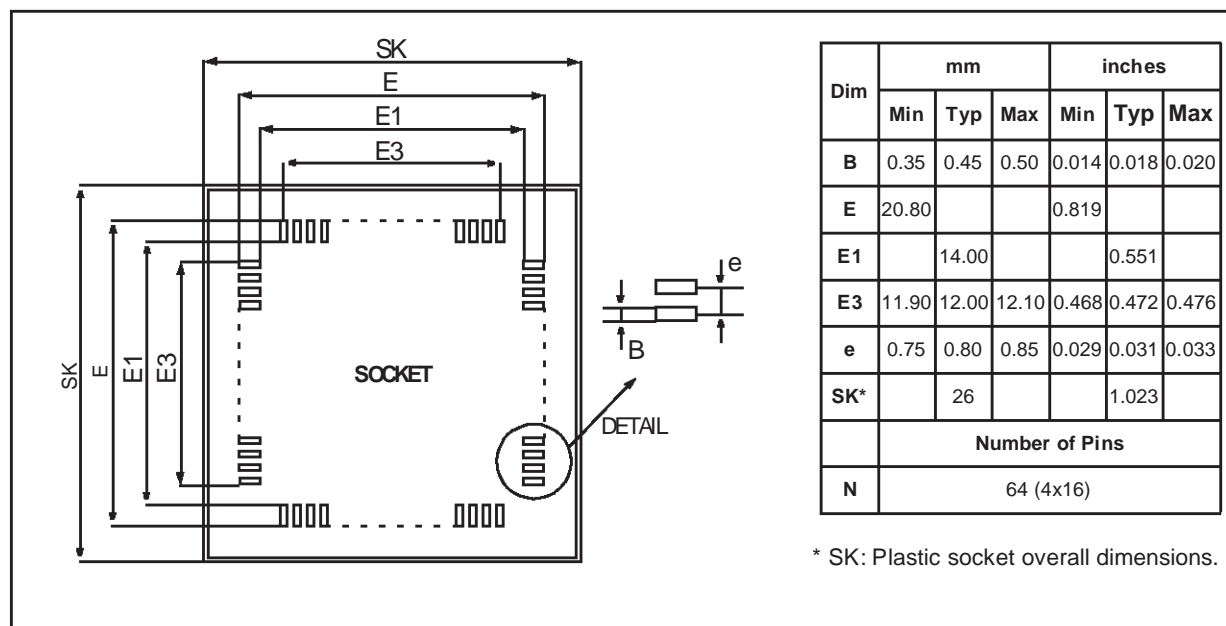 SK
E
E1
E3
SK
E
E1
E3
SOCKET
e
B
DETAIL
Dim mm inches
Min Typ Max Min Typ Max
B 0.35 0.45 0.50 0.014 0.018 0.020
E 20.80 0.819
E1 14.00 0.551
E3 11.90 12.00 12.10 0.468 0.472 0.476
e 0.75 0.80 0.85 0.029 0.031 0.033
SK* 26 1.023
Number of Pins
N 64 (4x16)
* SK: Plastic socket overall dimensions.